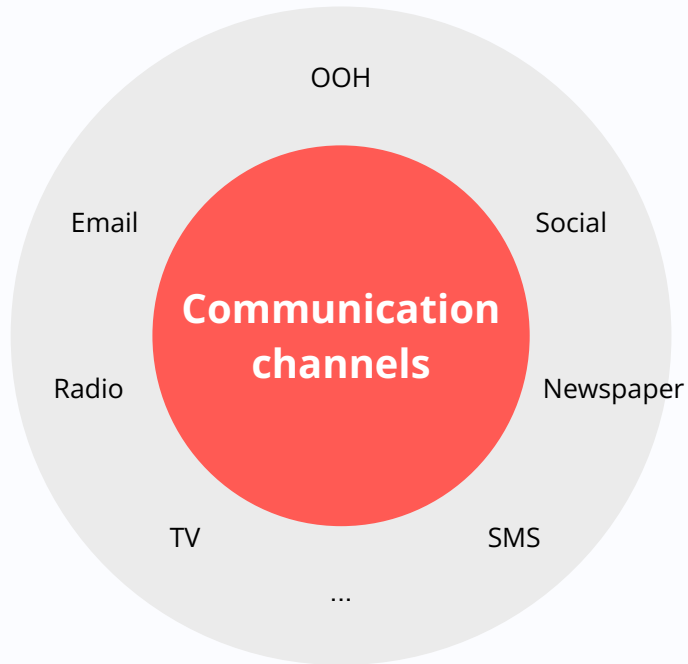 OOH
Email
Social
Communication
channels
Radio
Newspaper
TV
SMS
...